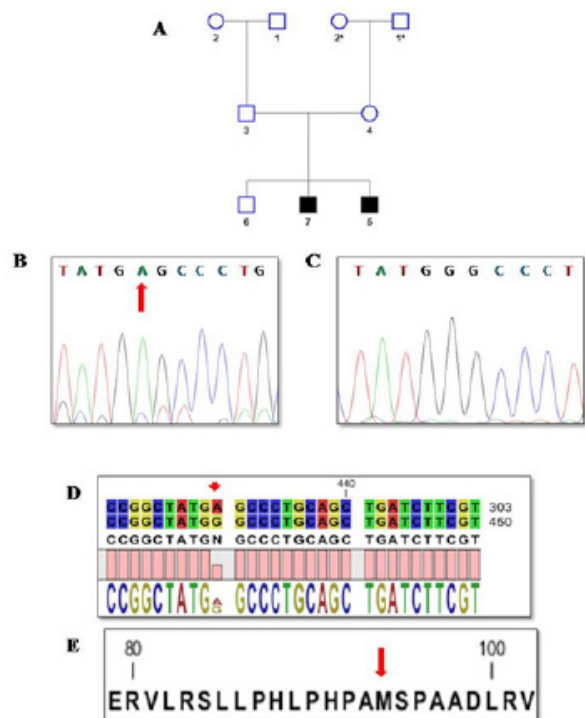 A
2 1 2* 1*
3 4
6 7 5
B
T A T G A G C C C T G
C
T A T G G G C C C T
D
440
CCGGCTATGA GCCCTGCAGC TGATCTTCGT 303
CCGGCTATGG GCCCTGCAGC TGATCTTCGT 450
CCGGCTATGN GCCCTGCAGC TGATCTTCGT
CCGGCTATGA GCCCTGCAGC TGATCTTCGT
G
E
80 100
ERVLRSLLPHLPHPAMSPAADLRV